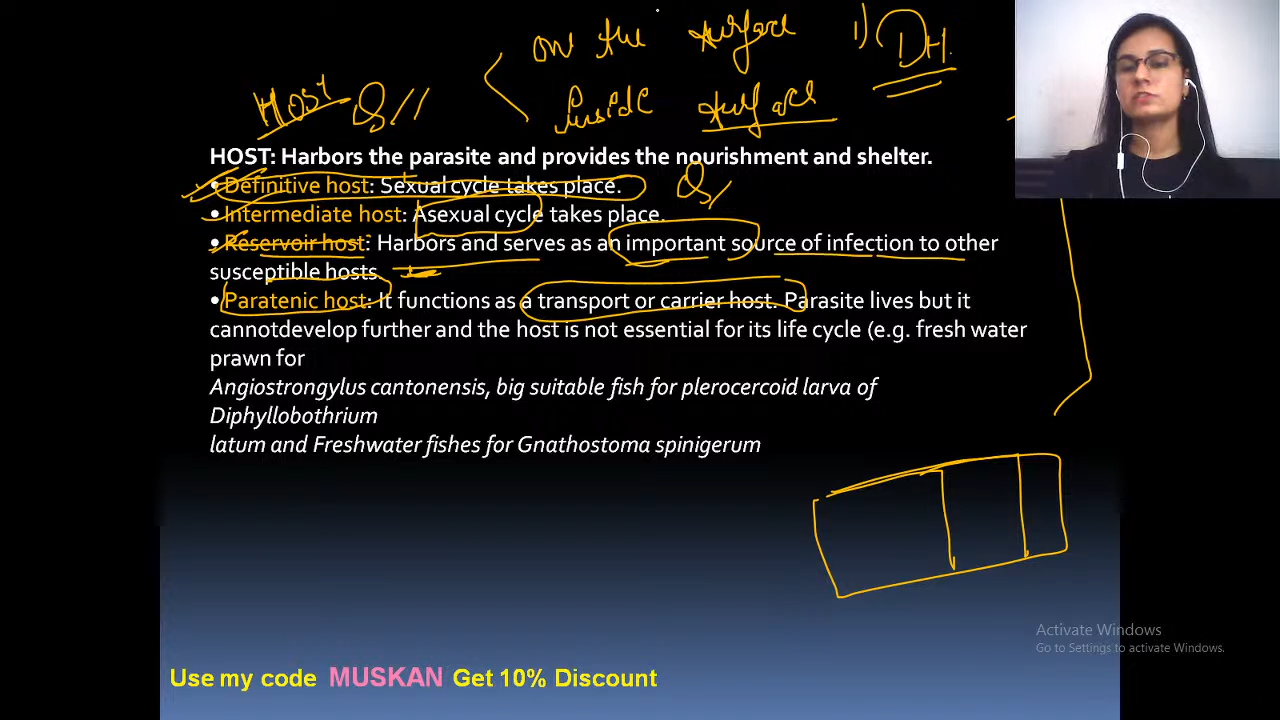 on the surface 1) DH.
HOST
Inside surface
HOST: Harbors the parasite and provides the nourishment and shelter.
• Definitive host: Sexual cycle takes place.
• Intermediate host: Asexual cycle takes place.
• Reservoir host: Harbors and serves as an important source of infection to other
susceptible hosts.
• Paratenic host: It functions as a transport or carrier host. Parasite lives but it
cannotdevelop further and the host is not essential for its life cycle (e.g. fresh water
prawn for
Angiostrongylus cantonensis, big suitable fish for plerocercoid larva of
Diphyllobothrium
latum and Freshwater fishes for Gnathostoma spinigerum
Activate Windows
Go to Settings to activate Windows.
Use my code MUSKAN Get 10% Discount